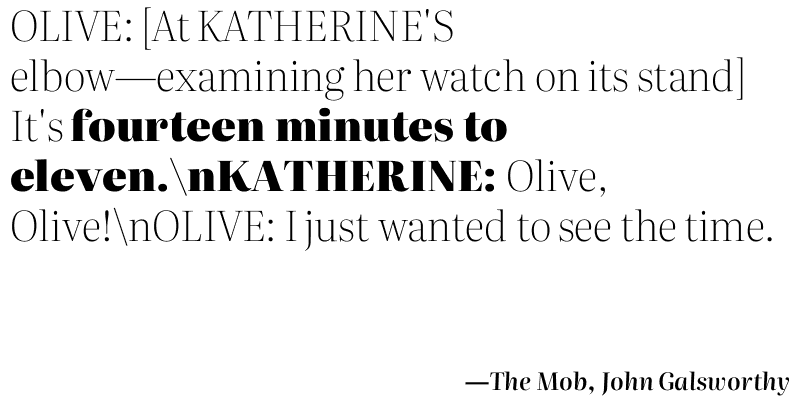 OLIVE: [At KATHERINE'S
elbow—examining her watch on its stand]
It's fourteen minutes to
eleven.\nKATHERINE: Olive,
Olive!\nOLIVE: I just wanted to see the time.
—The Mob, John Galsworthy